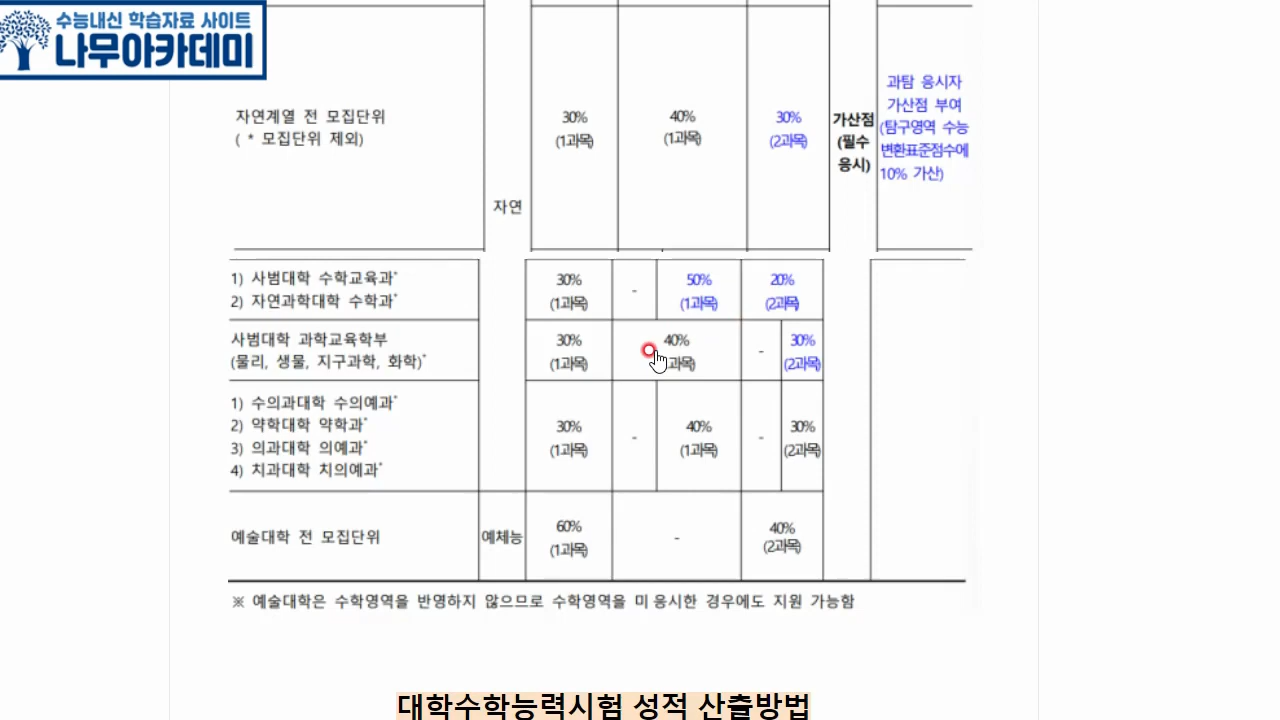 수능내신 학습자료 사이트
나무아카데미
자연계열 전 모집단위
( * 모집단위 제외)
자연
30%
(1과목)
40%
(1과목)
30%
(2과목)
가산점
(필수
응시)
과탐 응시자
가산점 부여
(탐구영역 수능
변환표준점수에
10% 가산)
1) 사범대학 수학교육과*
2) 자연과학대학 수학과*
30%
(1과목)
-
50%
(1과목)
20%
(2과목)
사범대학 과학교육학부
(물리, 생물, 지구과학, 화학)*
30%
(1과목)
40%
과목)
-
30%
(2과목)
1) 수의과대학 수의예과*
2) 약학대학 약학과*
3) 의과대학 의예과*
4) 치과대학 치의예과*
30%
(1과목)
-
40%
(1과목)
-
30%
(2과목)
예술대학 전 모집단위
예체능
60%
(1과목)
-
40%
(2과목)
※ 예술대학은 수학영역을 반영하지 않으므로 수학영역을 미응시한 경우에도 지원 가능함
대학수학능력시험 성적 산출방법